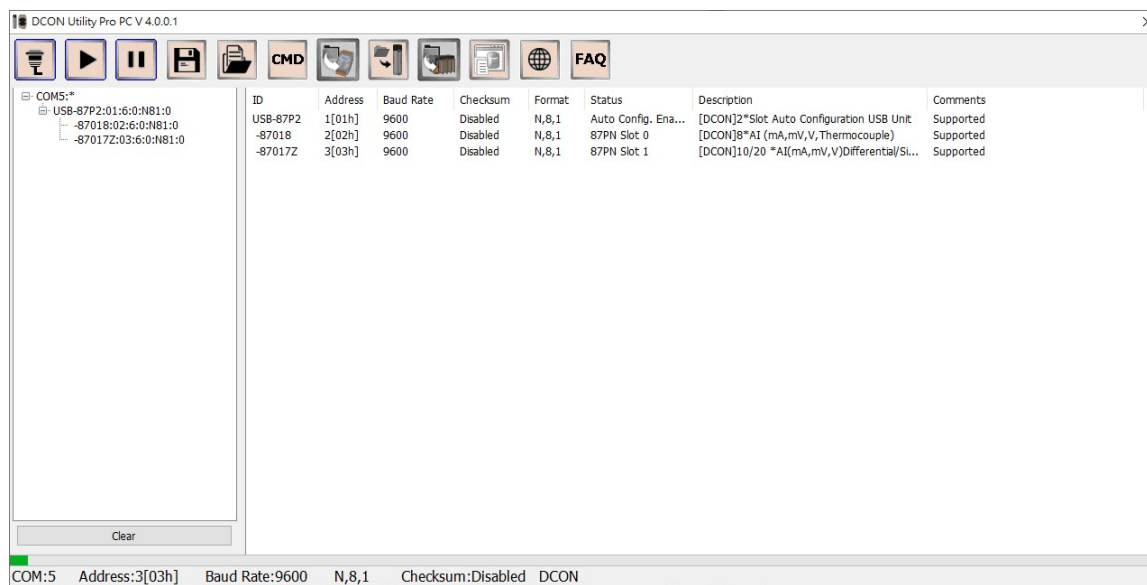 DCON Utility Pro PC V 4.0.0.1
CMD
FAQ
COM5:*
USB-87P2:01:6:0:N81:0
-87018:02:6:0:N81:0
-87017Z:03:6:0:N81:0
Clear
ID Address Baud Rate Checksum Format Status Description Comments
USB-87P2 1[01h] 9600 Disabled N,8,1 Auto Config. Ena... [DCON]2*Slot Auto Configuration USB Unit Supported
-87018 2[02h] 9600 Disabled N,8,1 87PN Slot 0 [DCON]8*AI (mA,mV,V,Thermocouple) Supported
-87017Z 3[03h] 9600 Disabled N,8,1 87PN Slot 1 [DCON]10/20 *AI(mA,mV,V)Differential/Si... Supported
COM:5 Address:3[03h] Baud Rate:9600 N,8,1 Checksum:Disabled DCON